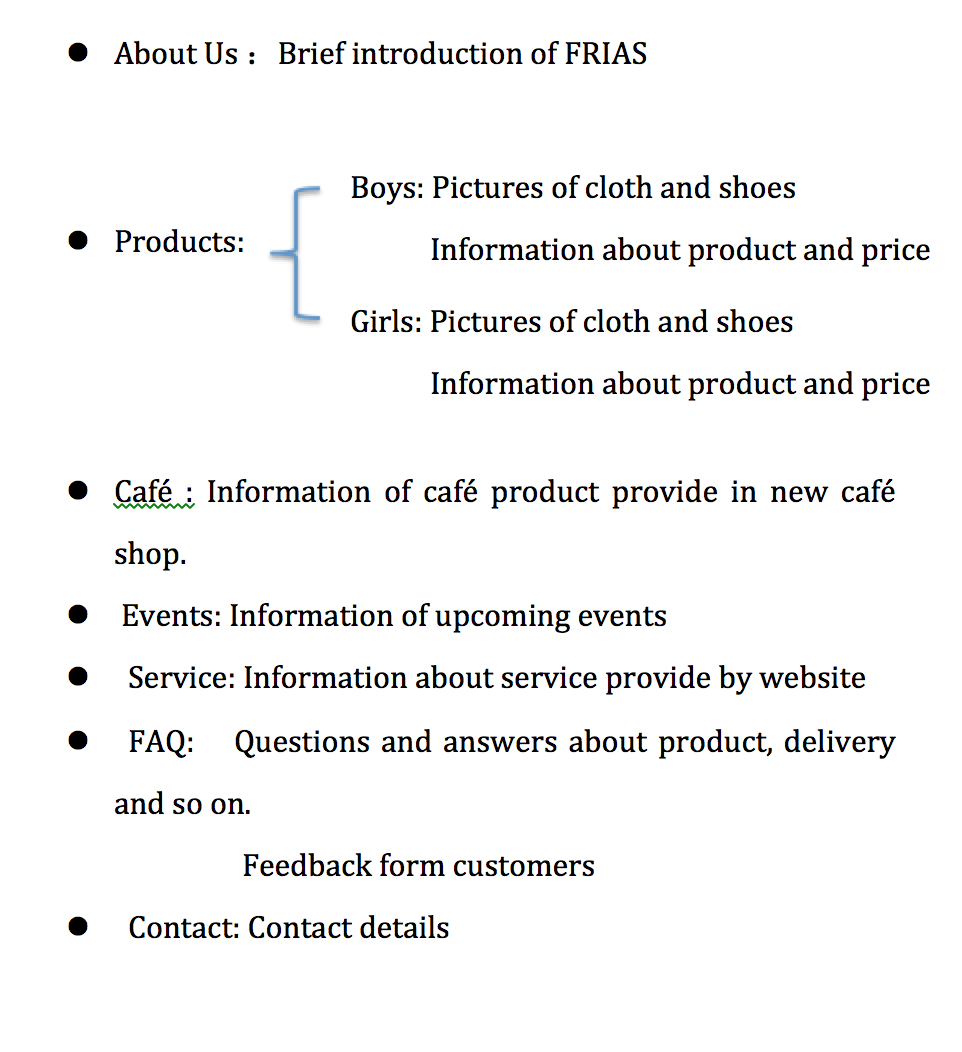 ● About Us： Brief introduction of FRIAS
Boys: Pictures of cloth and shoes
● Products:
Information about product and price
Girls: Pictures of cloth and shoes
Information about product and price
● Café : Information of café product provide in new café
shop.
● Events: Information of upcoming events
● Service: Information about service provide by website
● FAQ: Questions and answers about product, delivery
and so on.
Feedback form customers
● Contact: Contact details